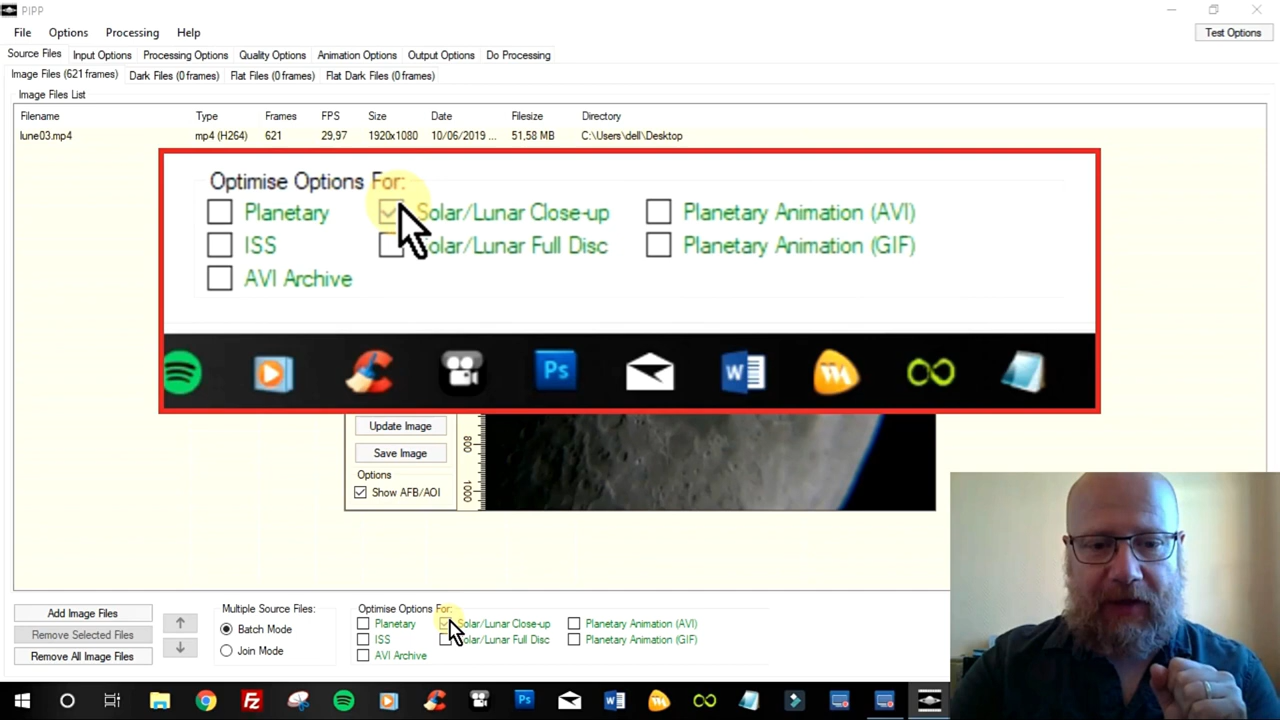 PIPP
File Options Processing Help
Test Options
Source Files Input Options Processing Options Quality Options Animation Options Output Options Do Processing
Image Files (621 frames) Dark Files (0 frames) Flat Files (0 frames) Flat Dark Files (0 frames)
Image Files List
Filename Type Frames FPS Size Date Filesize Directory
lune03.mp4 mp4 (H264) 621 29,97 1920x1080 10/06/2019 ... 51,58 MB C:\Users\dell\Desktop
Optimise Options For:
Planetary Solar/Lunar Close-up Planetary Animation (AVI)
ISS Solar/Lunar Full Disc Planetary Animation (GIF)
AVI Archive
Ps W
Update Image
800
Save Image
Options
Show AFB/AOI
1000
Add Image Files
Remove Selected Files
Remove All Image Files
Multiple Source Files:
Batch Mode
Join Mode
Optimise Options For:
Planetary Solar/Lunar Close-up Planetary Animation (AVI)
ISS Solar/Lunar Full Disc Planetary Animation (GIF)
AVI Archive
Fz Ps W